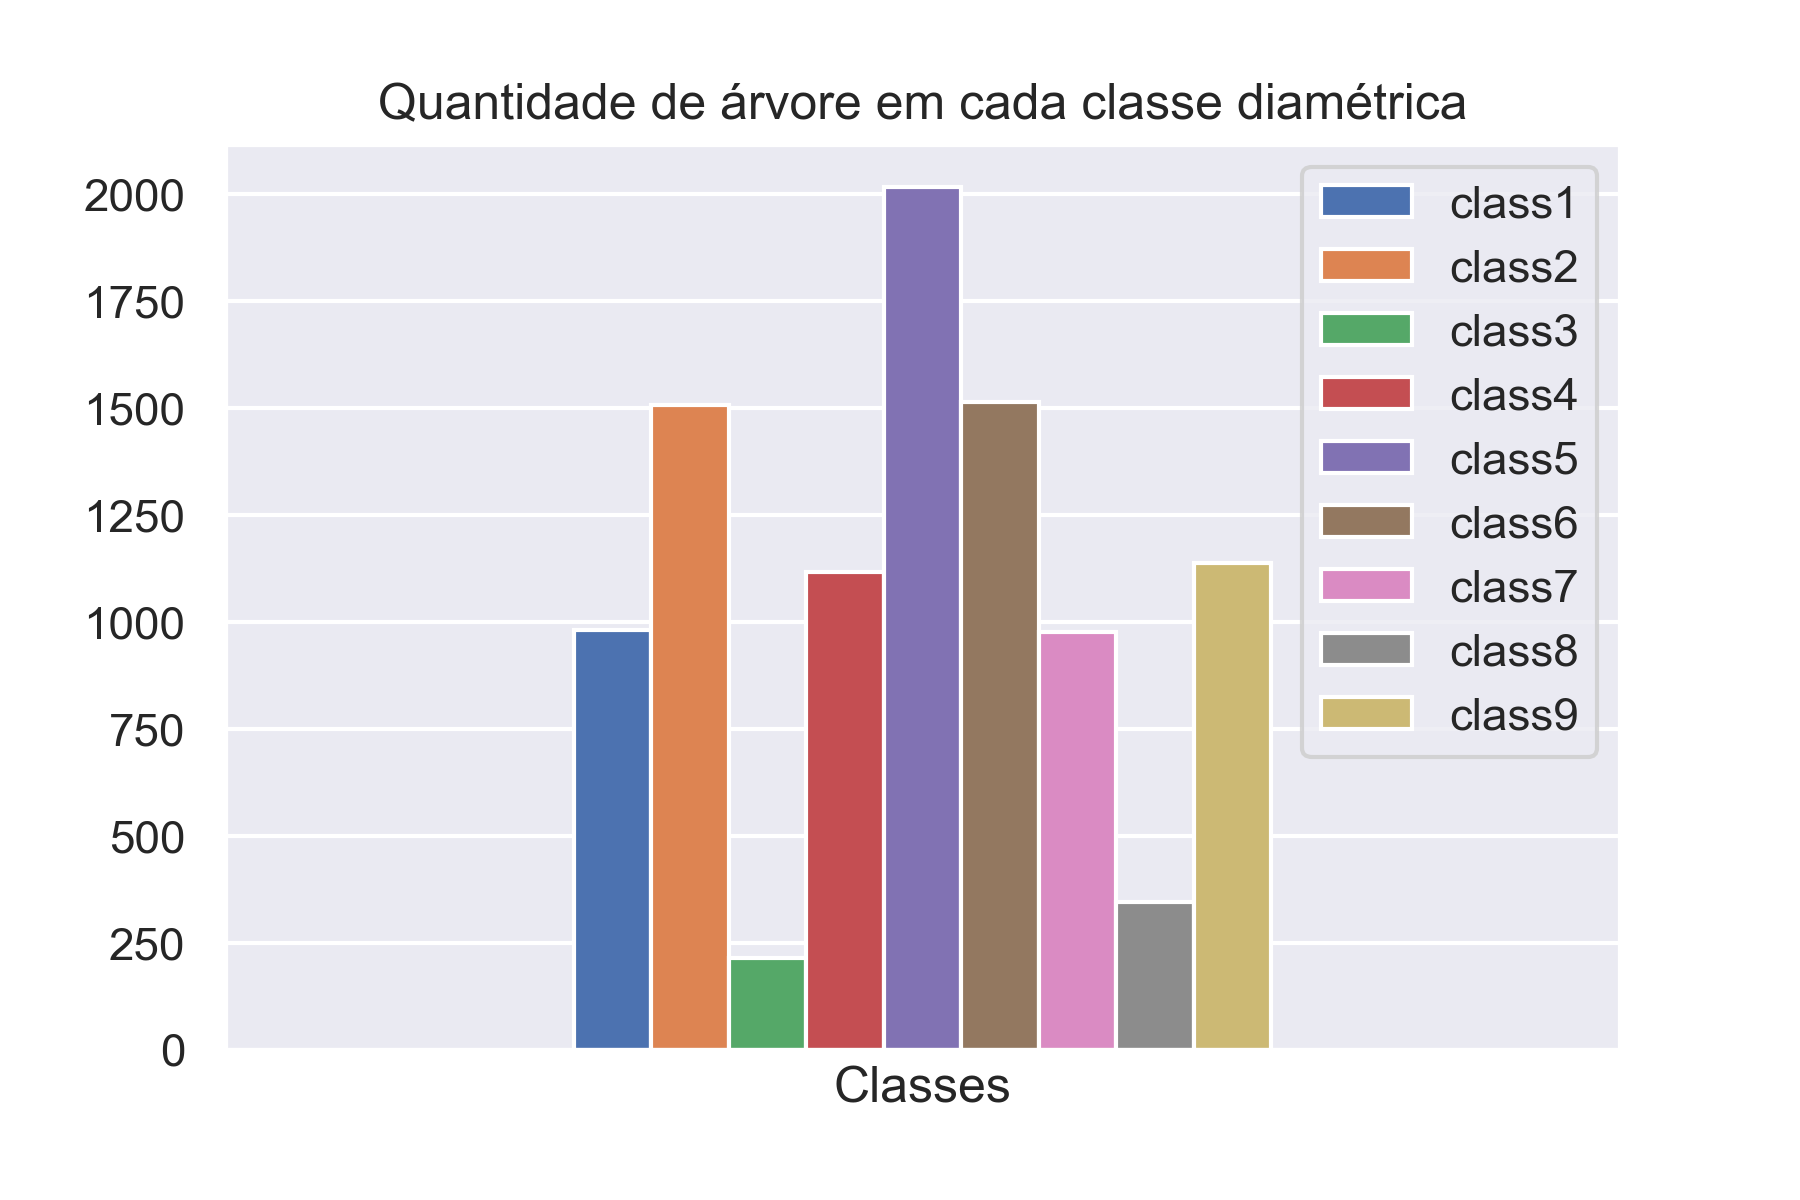 Quantidade de árvore em cada classe diamétrica
2000
1750
1500
1250
1000
750
500
250
0
class1
class2
class3
class4
class5
class6
class7
class8
class9
Classes